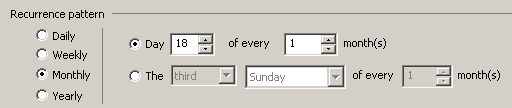 Recurrence pattern
Daily
Weekly
Monthly
Yearly
Day 18 of every 1 month(s)
The third Sunday of every 1 month(s)